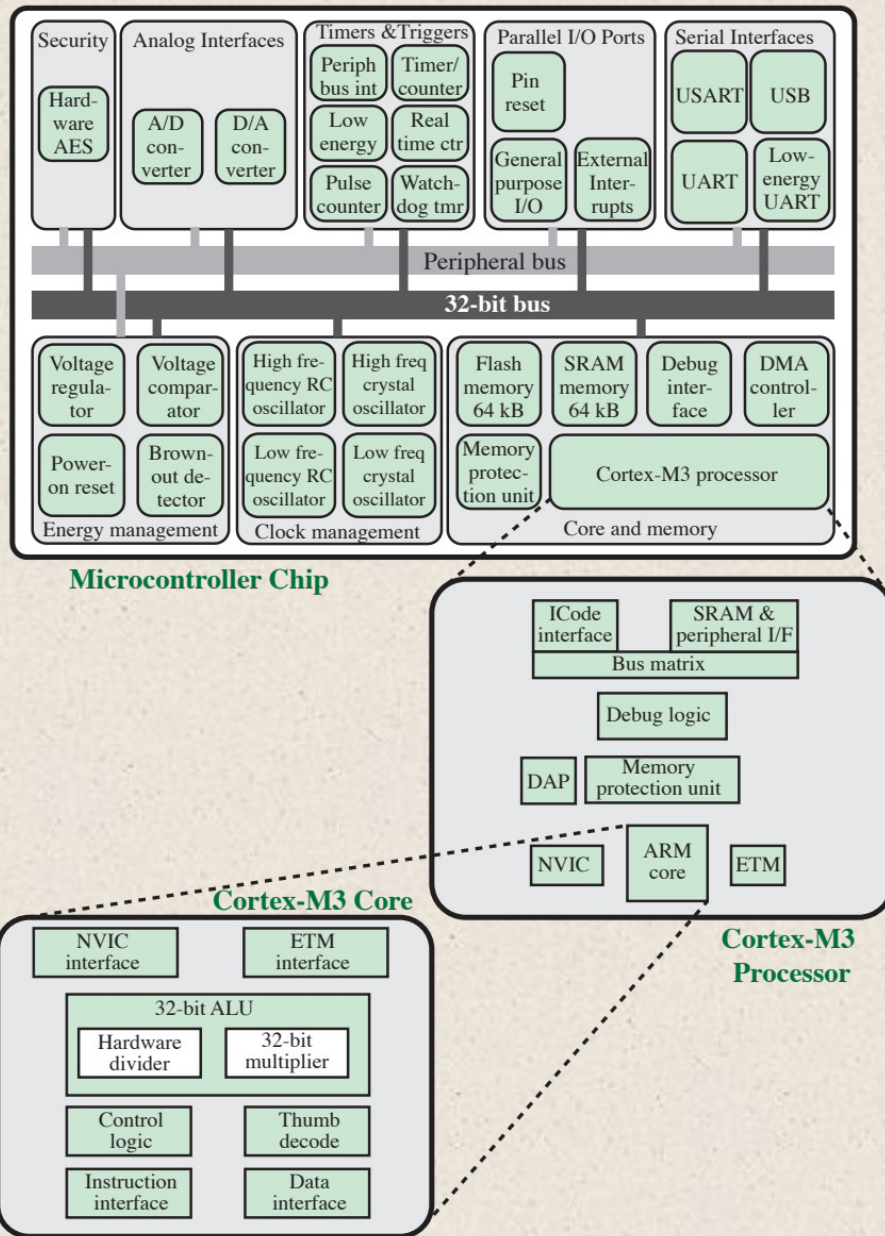 Security
Hard-
ware
AES
Analog Interfaces
A/D
con-
verter
D/A
con-
verter
Timers &Triggers
Periph
bus int
Timer/
counter
Low
energy
Real
time ctr
Pulse
counter
Watch-
dog tmr
Parallel I/O Ports
Pin
reset
General
purpose
I/O
External
Inter-
rupts
Serial Interfaces
USART
USB
UART
Low-
energy
UART
Peripheral bus
32-bit bus
Voltage
regula-
tor
Voltage
compar-
ator
Power-
on reset
Brown-
out de-
tector
Energy management
High fre-
quency RC
oscillator
High freq
crystal
oscillator
Low fre-
quency RC
oscillator
Low freq
crystal
oscillator
Clock management
Flash
memory
64 kB
SRAM
memory
64 kB
Debug
inter-
face
DMA
control-
ler
Memory
protec-
tion unit
Cortex-M3 processor
Core and memory
Microcontroller Chip
ICode
interface
SRAM &
peripheral I/F
Bus matrix
Debug logic
DAP
Memory
protection unit
NVIC
ARM
core
ETM
Cortex-M3
Processor
Cortex-M3 Core
NVIC
interface
ETM
interface
32-bit ALU
Hardware
divider
32-bit
multiplier
Control
logic
Thumb
decode
Instruction
interface
Data
interface